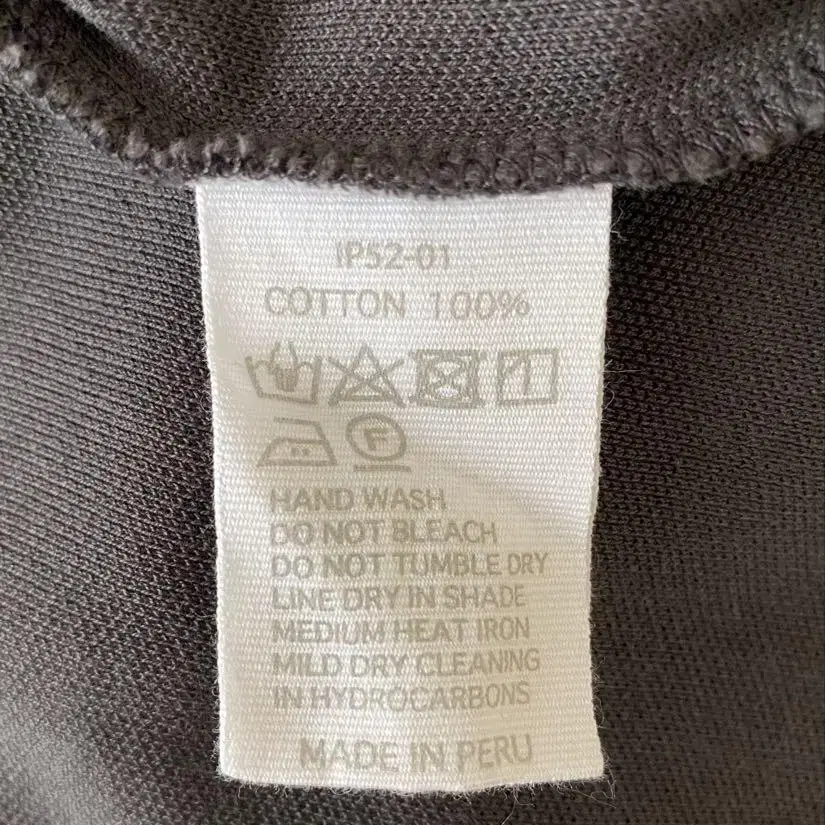 IP52-01
COTTON 100%
F
HAND WASH
DO NOT BLEACH
DO NOT TUMBLE DRY
LINE DRY IN SHADE
MEDIUM HEAT IRON
MILD DRY CLEANING
IN HYDROCARBONS
MADE IN PERU